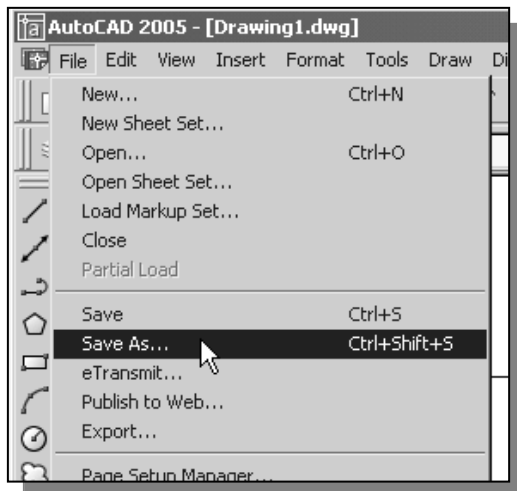 AutoCAD 2005 - [Drawing1.dwg]
File Edit View Insert Format Tools Draw
New... Ctrl+N
New Sheet Set...
Open... Ctrl+O
Open Sheet Set...
Load Markup Set...
Close
Partial Load
Save Ctrl+S
Save As... Ctrl+Shift+S
eTransmit...
Publish to Web...
Export...
Page Setup Manager...